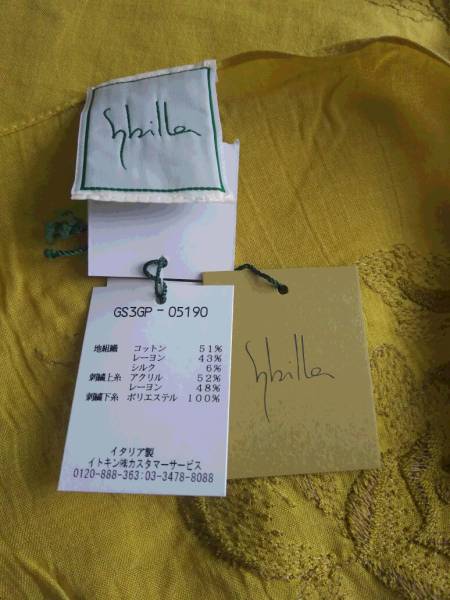 Sybilla
GS3GP-05190
地組織 コットン 51%
レーヨン 43%
シルク 6%
刺繍上糸 アクリル 52%
レーヨン 48%
刺繍下糸 ポリエステル 100%
イタリア製
イトキン㈱カスタマーサービス
0120-888-363:03-3478-8088
Sybilla